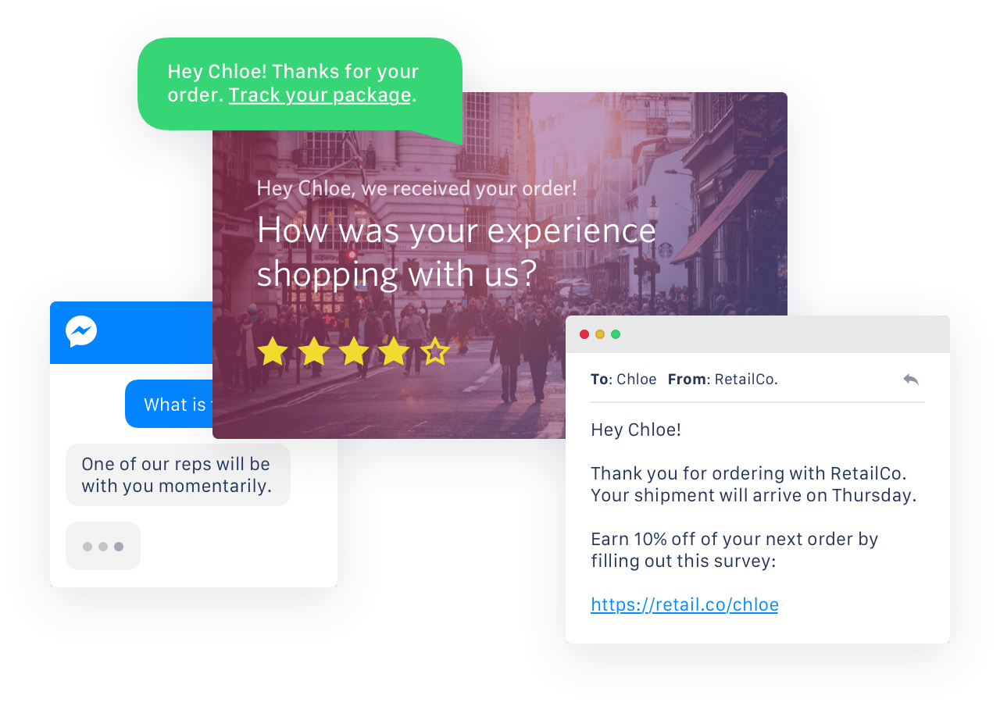 Hey Chloe! Thanks for your
order. Track your package.
Hey Chloe, we received your order!
How was your experience
shopping with us?
What is
One of our reps will be
with you momentarily.
To: Chloe From: RetailCo.
Hey Chloe!
Thank you for ordering with RetailCo.
Your shipment will arrive on Thursday.
Earn 10% off of your next order by
filling out this survey:
https://retail.co/chloe